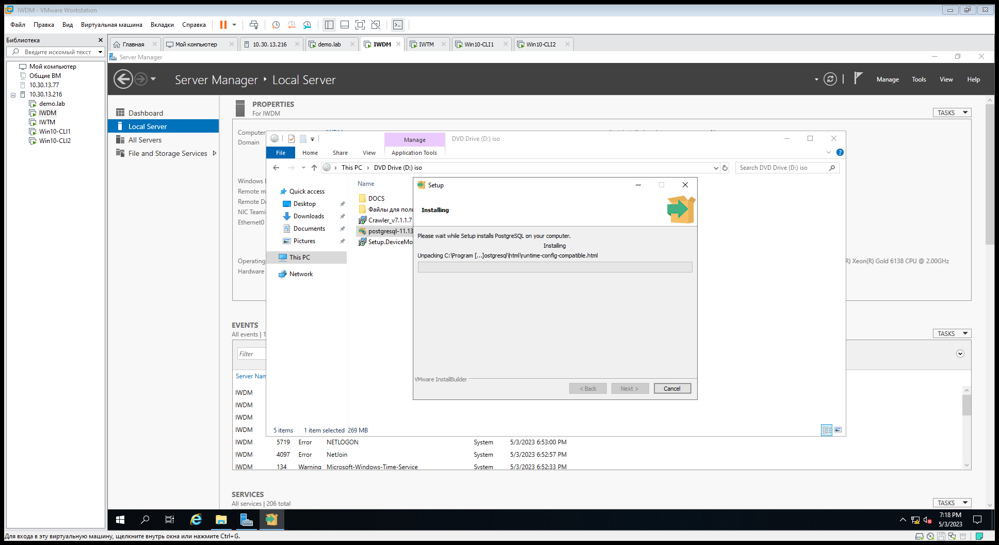 IWDM - VMware Workstation
Файл Правка Вид Виртуальная машина Вкладки Справка
Библиотека
Введите искомый текст
Мой компьютер
Общие ВМ
10.30.13.77
10.30.13.216
demo.lab
IWDM
IWTM
Win10-CLI1
Win10-CLI2
Главная Мой компьютер 10.30.13.216 demo.lab IWDM IWTM Win10-CLI1 Win10-CLI2
Server Manager
Server Manager Local Server
Manage Tools View Help
Dashboard
Local Server
All Servers
File and Storage Services
PROPERTIES
For IWDM
TASKS
Computer
Domain
Windows
Remote m
Remote De
NIC Teami
Ethernet0
Operating
Hardware
R) Xeon(R) Gold 6138 CPU @ 2.00GHz
Manage DVD Drive (D:) iso
File Home Share View Application Tools
This PC DVD Drive (D:) iso
Search DVD Drive (D:) iso
Quick access
Desktop
Downloads
Documents
Pictures
This PC
Network
Name
DOCS
Файлы для поли
Crawler_v7.1.1.7
postgresql-11.13
Setup.DeviceMo
5 items 1 item selected 269 MB
Setup
Installing
Please wait while Setup installs PostgreSQL on your computer.
Installing
Unpacking C:\Program [...]ostgresql\html\runtime-config-compatible.html
VMware InstallBuilder
< Back Next > Cancel
EVENTS
All events | 1
TASKS
Filter
Server Nam
IWDM
IWDM
IWDM
IWDM
IWDM 5719 Error NETLOGON System 5/3/2023 6:53:00 PM
IWDM 4097 Error NetJoin System 5/3/2023 6:52:57 PM
IWDM 134 Warning Microsoft-Windows-Time-Service System 5/3/2023 6:52:33 PM
SERVICES
All services | 206 total
TASKS
7:18 PM
5/3/2023
Для входа в эту виртуальную машину, щелкните внутрь окна или нажмите Ctrl+G.